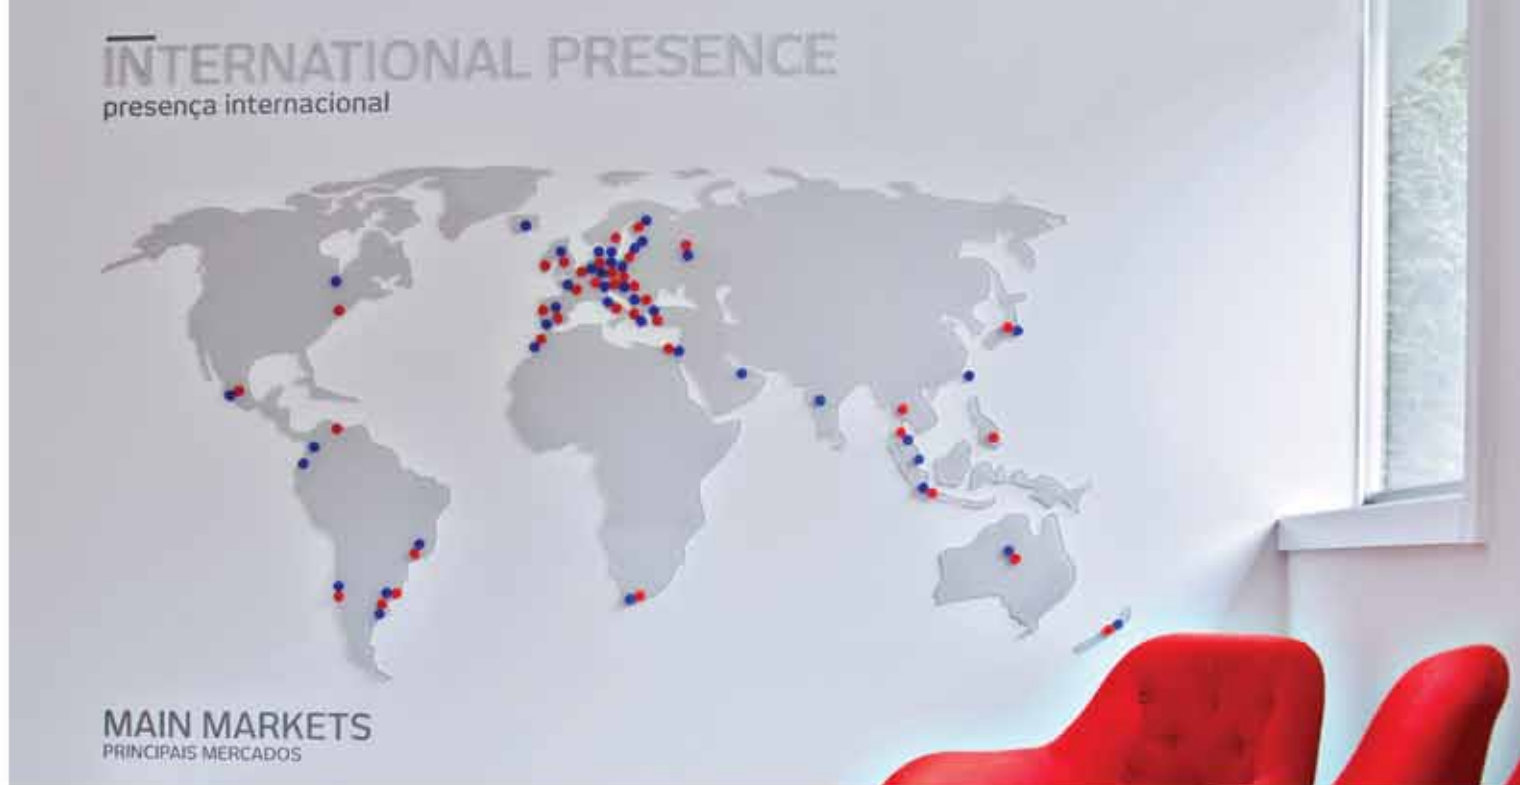 INTERNATIONAL PRESENCE
presença internacional
MAIN MARKETS
PRINCIPAIS MERCADOS